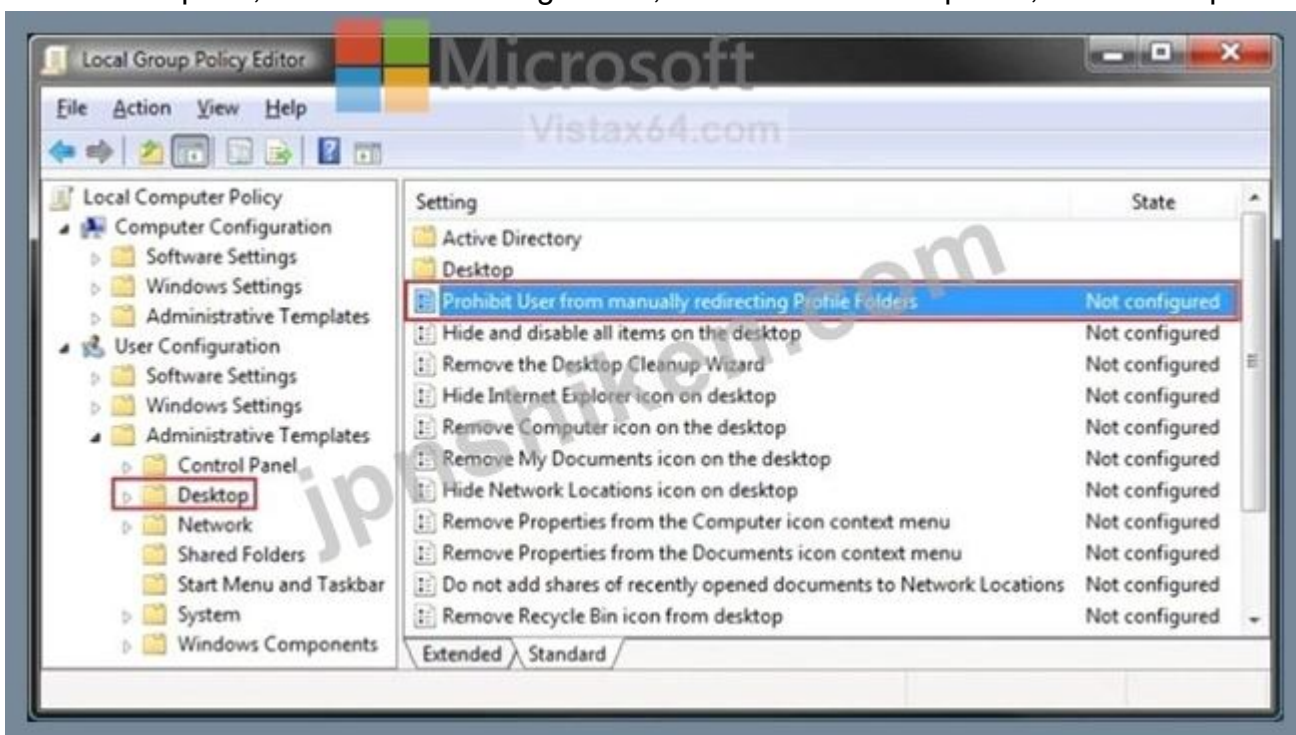 Local Group Policy Editor
Microsoft
File Action View Help
Vistax64.com
Local Computer Policy
Computer Configuration
Software Settings
Windows Settings
Administrative Templates
User Configuration
Software Settings
Windows Settings
Administrative Templates
Control Panel
Desktop
Network
Shared Folders
Start Menu and Taskbar
System
Windows Components
Setting State
Active Directory
Desktop
Prohibit User from manually redirecting Profile Folders Not configured
Hide and disable all items on the desktop Not configured
Remove the Desktop Cleanup Wizard Not configured
Hide Internet Explorer icon on desktop Not configured
Remove Computer icon on the desktop Not configured
Remove My Documents icon on the desktop Not configured
Hide Network Locations icon on desktop Not configured
Remove Properties from the Computer icon context menu Not configured
Remove Properties from the Documents icon context menu Not configured
Do not add shares of recently opened documents to Network Locations Not configured
Remove Recycle Bin icon from desktop Not configured
Extended Standard
jpnshiken.com